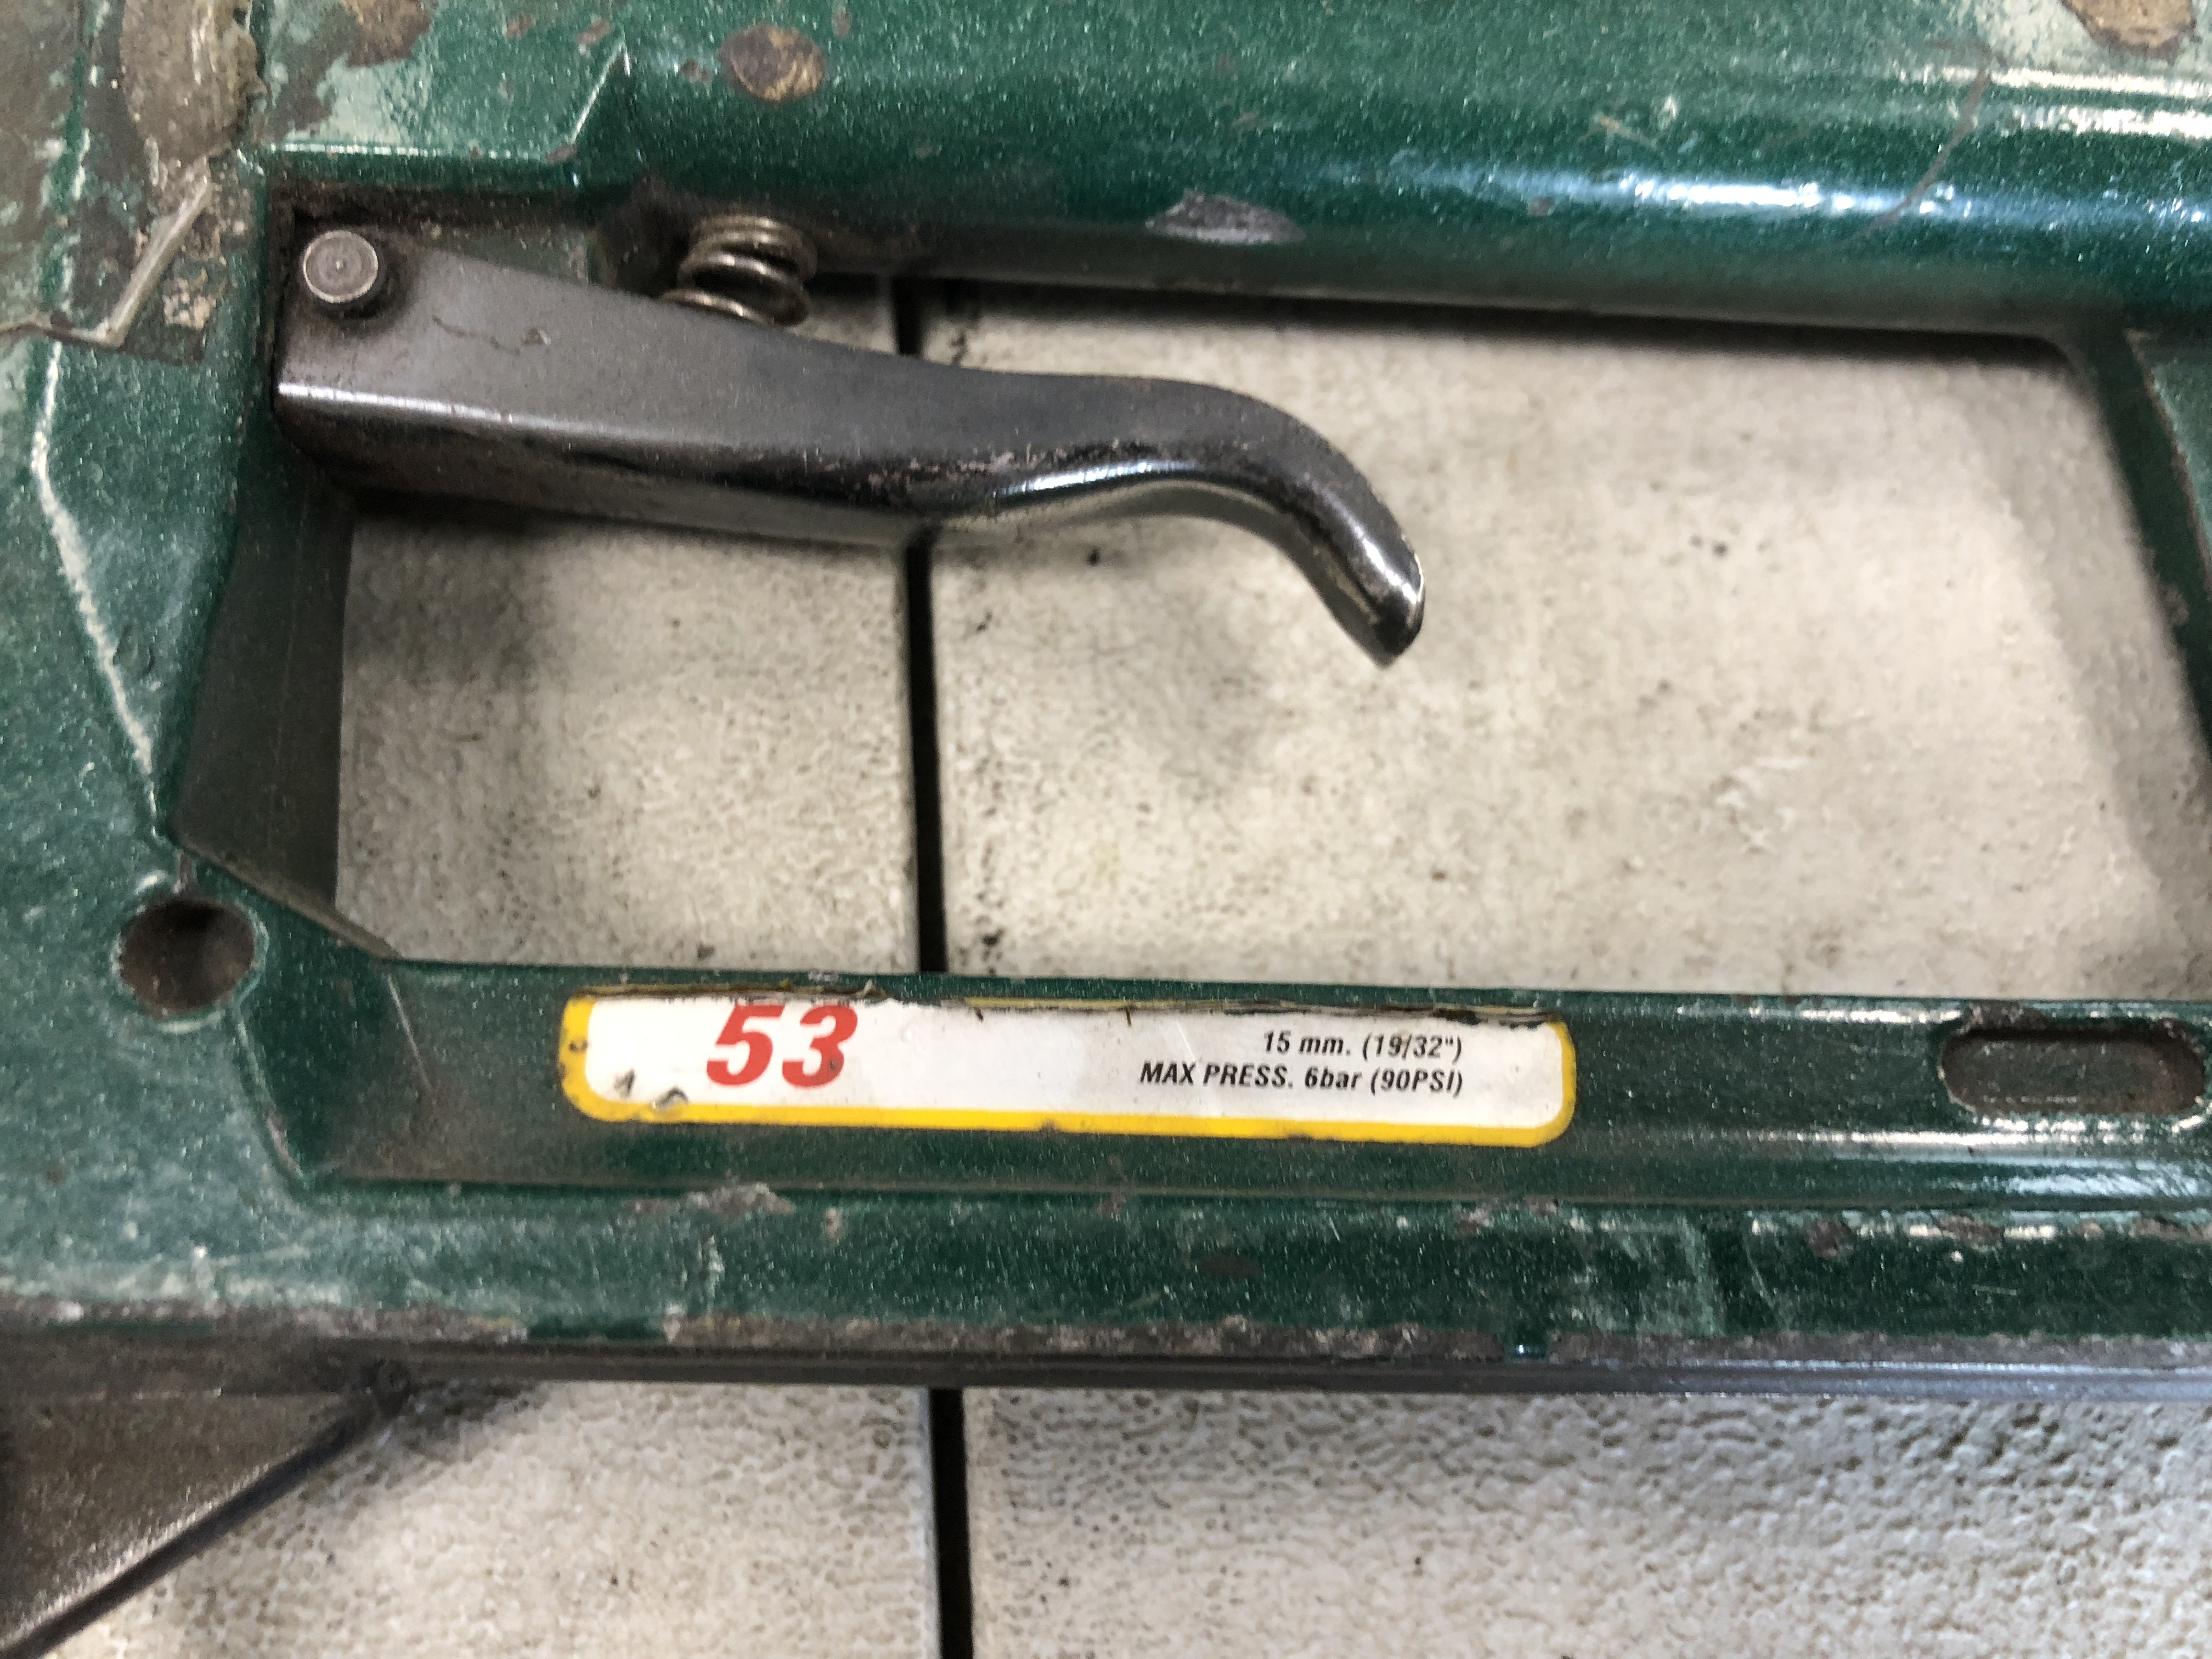 53
15 mm. (19/32")
MAX PRESS. 6bar (90PSI)